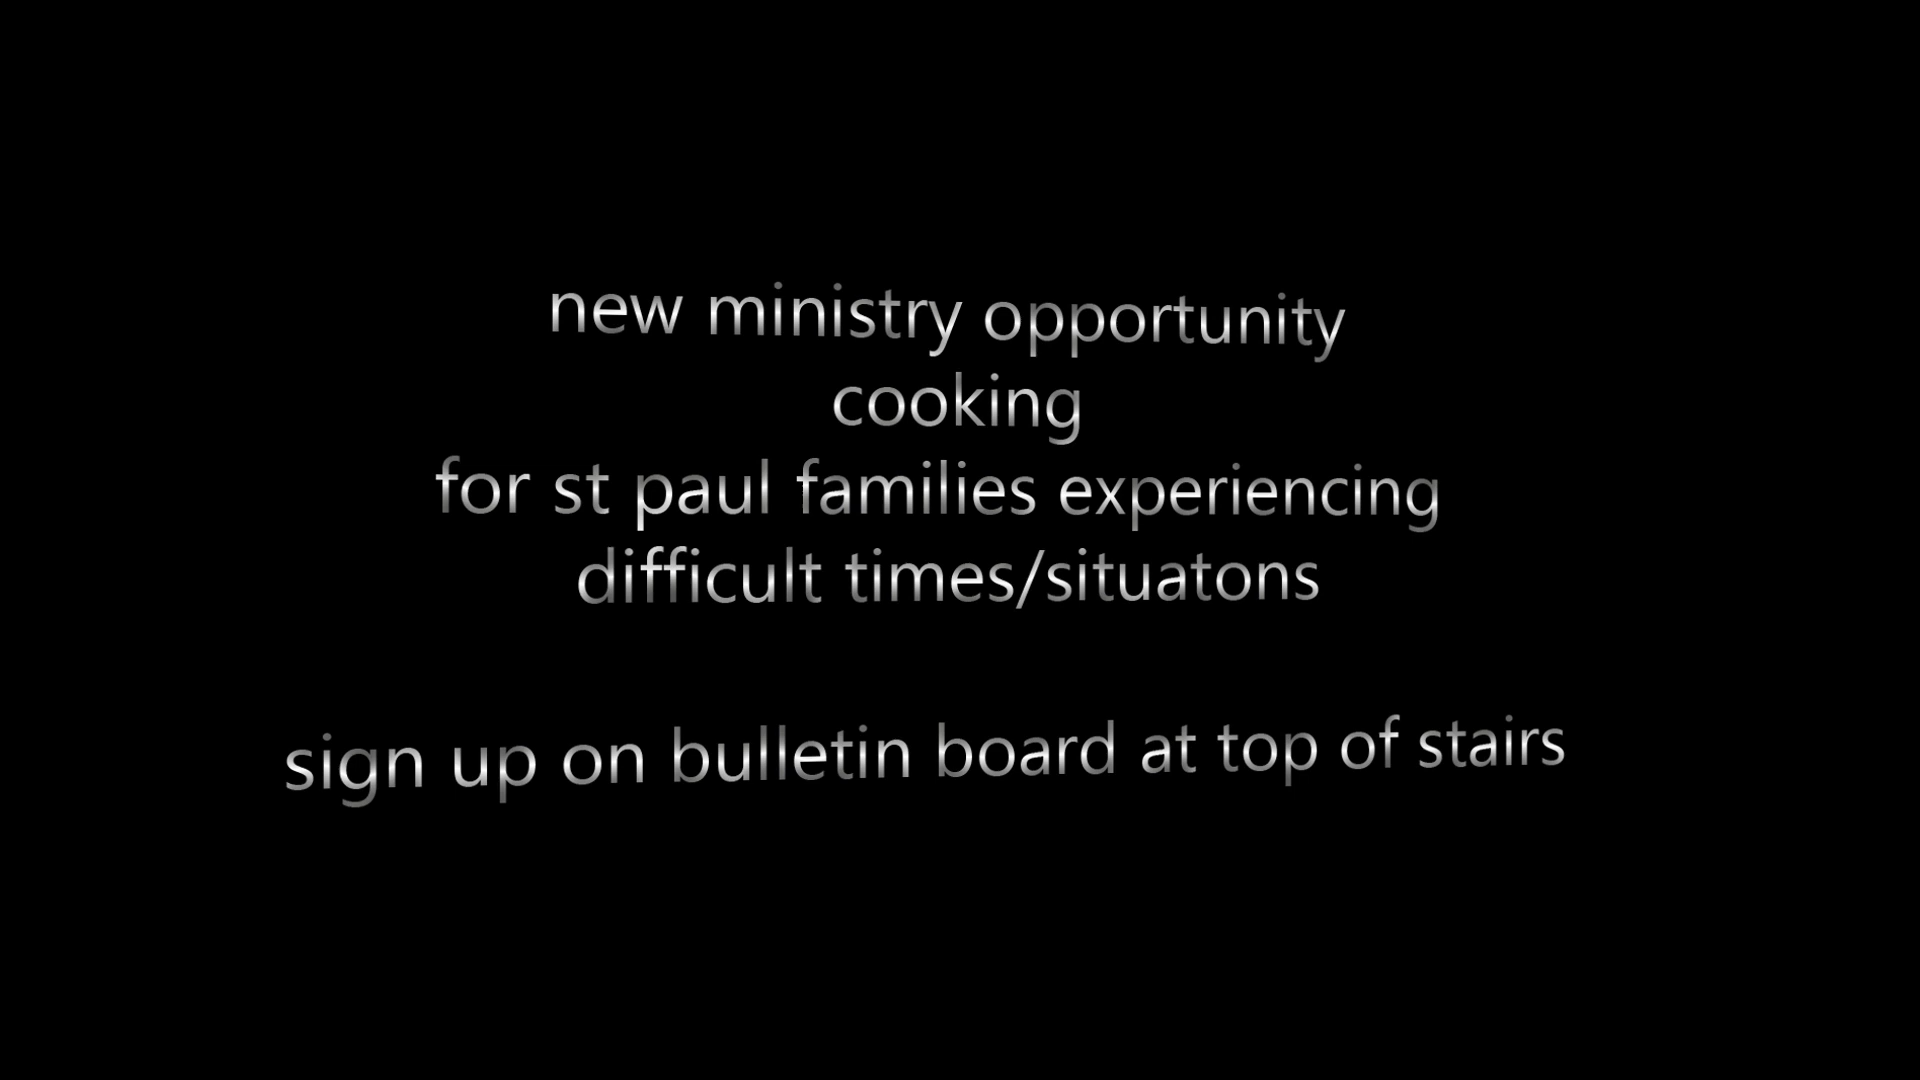 new ministry opportunity
cooking
for st paul families experiencing
difficult times/situatons
sign up on bulletin board at top of stairs